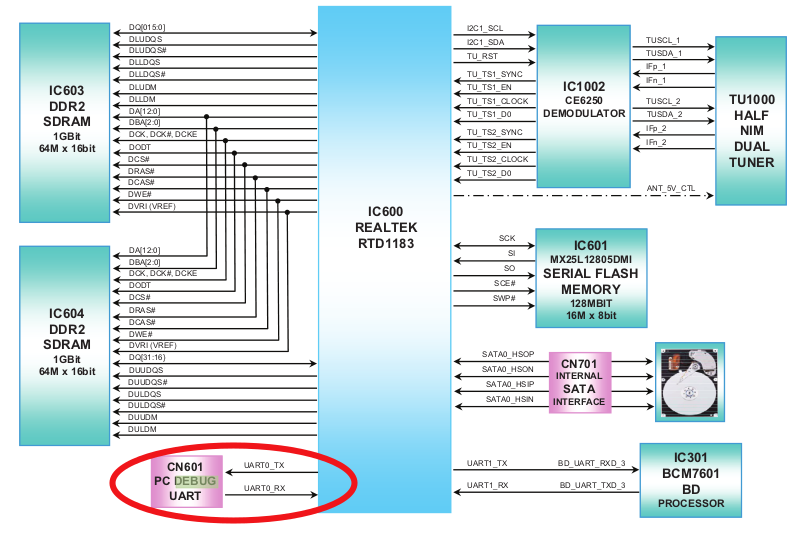 DQ[015:0]
DLUDQS
DLUDQS#
DLLDQS
DLLDQS#
DLUDM
DLLDM
DA[12:0]
DBA[2:0]
DCK, DCK#, DCKE
DODT
DCS#
DRAS#
DCAS#
DWE#
DVRI (VREF)
IC603
DDR2
SDRAM
1GBit
64M x 16bit
DA[12:0]
DBA[2:0]
DCK, DCK#, DCKE
DODT
DCS#
DRAS#
DCAS#
DWE#
DVRI (VREF)
DQ[31:16]
DUUDQS
DUUDQS#
DULDQS
DULDQS#
DUUDM
DULDM
IC604
DDR2
SDRAM
1GBit
64M x 16bit
CN601
PC DEBUG
UART
UART0_TX
UART0_RX
IC600
REALTEK
RTD1183
I2C1_SCL
I2C1_SDA
TU_RST
TU_TS1_SYNC
TU_TS1_EN
TU_TS1_CLOCK
TU_TS1_D0
TU_TS2_SYNC
TU_TS2_EN
TU_TS2_CLOCK
TU_TS2_D0
IC1002
CE6250
DEMODULATOR
TUSCL_1
TUSDA_1
IFp_1
IFn_1
TUSCL_2
TUSDA_2
IFp_2
IFn_2
ANT_5V_CTL
TU1000
HALF
NIM
DUAL
TUNER
SCK
SI
SO
SCE#
SWP#
IC601
MX25L12805DMI
SERIAL FLASH
MEMORY
128MBIT
16M x 8bit
SATA0_HSOP
SATA0_HSON
SATA0_HSIP
SATA0_HSIN
CN701
INTERNAL
SATA
INTERFACE
UART1_TX
BD_UART_RXD_3
UART1_RX
BD_UART_TXD_3
IC301
BCM7601
BD
PROCESSOR